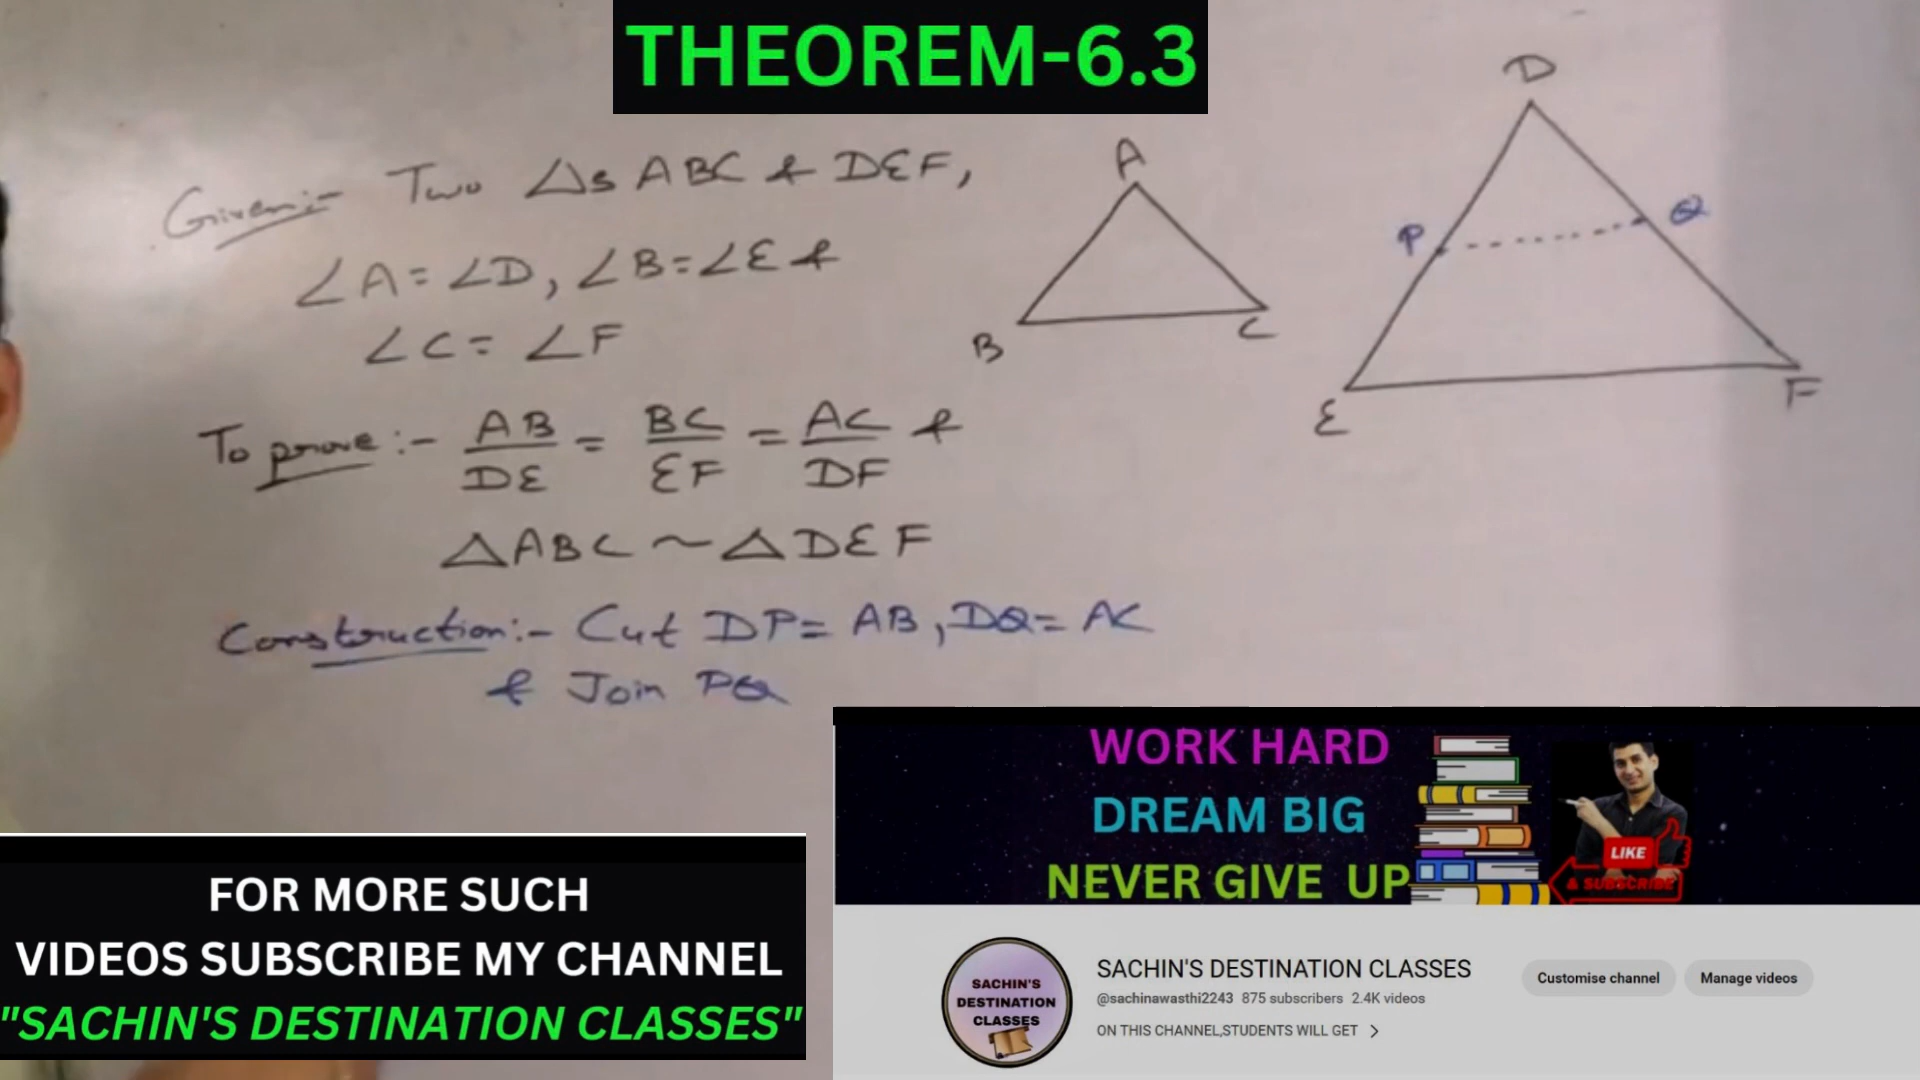 THEOREM-6.3
Given:- Two △s ABC & DEF,
∠A = ∠D, ∠B = ∠E &
∠C = ∠F
To prove:- AB/DE = BC/EF = AC/DF &
△ABC ~ △DEF
Construction:- Cut DP = AB, DQ = AC
& Join PQ
A
B
C
D
P
Q
E
F
WORK HARD
DREAM BIG
NEVER GIVE UP
LIKE
& SUBSCRIBE
FOR MORE SUCH
VIDEOS SUBSCRIBE MY CHANNEL
"SACHIN'S DESTINATION CLASSES"
SACHIN'S
DESTINATION
CLASSES
SACHIN'S DESTINATION CLASSES
@sachinawasthi2243 875 subscribers 2.4K videos
ON THIS CHANNEL,STUDENTS WILL GET >
Customise channel
Manage videos